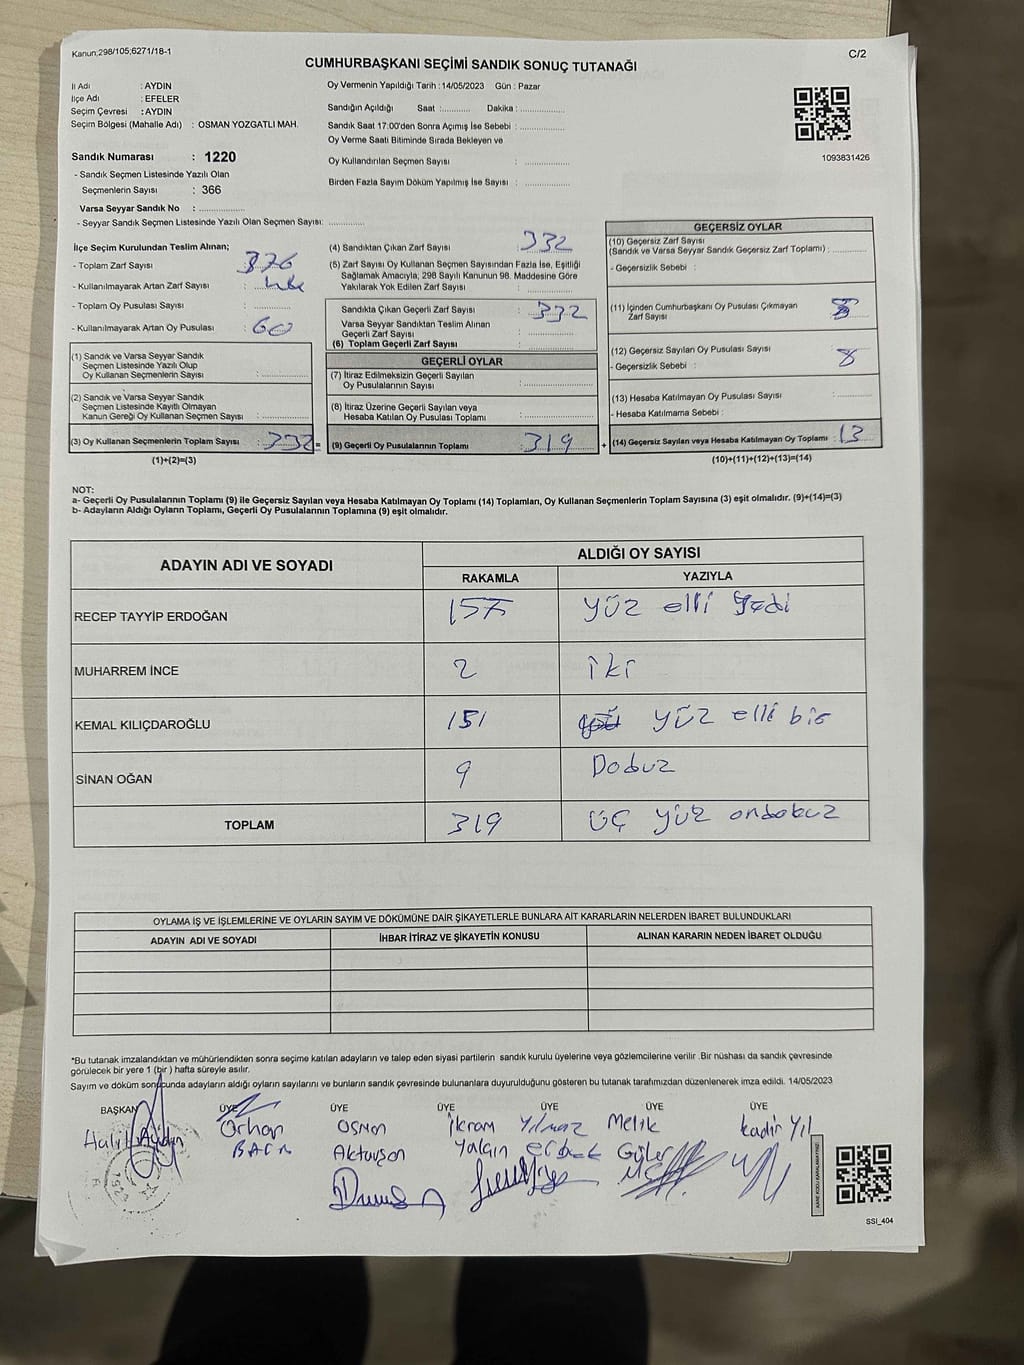 Kanun;298/105;6271/18-1
C/2
CUMHURBAŞKANI SEÇİMİ SANDIK SONUÇ TUTANAĞI
İl Adı : AYDIN
İlçe Adı : EFELER
Seçim Çevresi : AYDIN
Seçim Bölgesi (Mahalle Adı) : OSMAN YOZGATLI MAH.
Oy Vermenin Yapıldığı Tarih : 14/05/2023 Gün : Pazar
Sandığın Açıldığı Saat :........... Dakika :................
Sandık Saat 17:00'den Sonra Açımış İse Sebebi : ................
Oy Verme Saati Bitiminde Sırada Bekleyen ve
Oy Kullandırılan Seçmen Sayısı : ................
Birden Fazla Sayım Döküm Yapılmış İse Sayısı : ................
1093831426
Sandık Numarası : 1220
- Sandık Seçmen Listesinde Yazılı Olan
Seçmenlerin Sayısı : 366
Varsa Seyyar Sandık No : ................
- Seyyar Sandık Seçmen Listesinde Yazılı Olan Seçmen Sayısı: .............
İlçe Seçim Kurulundan Teslim Alınan;
- Toplam Zarf Sayısı : 376
- Kullanılmayarak Artan Zarf Sayısı :
- Toplam Oy Pusulası Sayısı : .............
- Kullanılmayarak Artan Oy Pusulası : 60
(1) Sandık ve Varsa Seyyar Sandık
Seçmen Listesinde Yazılı Olup
Oy Kullanan Seçmenlerin Sayısı : .............
(2) Sandık ve Varsa Seyyar Sandık
Seçmen Listesinde Kayıtlı Olmayan
Kanun Gereği Oy Kullanan Seçmen Sayısı : .............
(3) Oy Kullanan Seçmenlerin Toplam Sayısı : 332 =
(1)+(2)=(3)
(4) Sandıktan Çıkan Zarf Sayısı : 332
(5) Zarf Sayısı Oy Kullanan Seçmen Sayısından Fazla İse, Eşitliği
Sağlamak Amacıyla; 298 Sayılı Kanunun 98. Maddesine Göre
Yakılarak Yok Edilen Zarf Sayısı : .............
Sandıkta Çıkan Geçerli Zarf Sayısı : 332
Varsa Seyyar Sandıktan Teslim Alınan
Geçerli Zarf Sayısı : .............
(6) Toplam Geçerli Zarf Sayısı : .............
GEÇERLİ OYLAR
(7) İtiraz Edilmeksizin Geçerli Sayılan
Oy Pusulalarının Sayısı : .............
(8) İtiraz Üzerine Geçerli Sayılan veya
Hesaba Katılan Oy Pusulaları Toplamı : .............
(9) Geçerli Oy Pusulalarının Toplamı : 319 +
GEÇERSİZ OYLAR
(10) Geçersiz Zarf Sayısı
(Sandık ve Varsa Seyyar Sandık Geçersiz Zarf Toplamı) : .............
- Geçersizlik Sebebi :
(11) İçinden Cumhurbaşkanı Oy Pusulası Çıkmayan
Zarf Sayısı :
(12) Geçersiz Sayılan Oy Pusulası Sayısı : 8
- Geçersizlik Sebebi :
(13) Hesaba Katılmayan Oy Pusulası Sayısı : .............
- Hesaba Katılmama Sebebi :
(14) Geçersiz Sayılan veya Hesaba Katılmayan Oy Toplamı : 13
(10)+(11)+(12)+(13)=(14)
NOT:
a- Geçerli Oy Pusulalarının Toplamı (9) ile Geçersiz Sayılan veya Hesaba Katılmayan Oy Toplamı (14) Toplamları, Oy Kullanan Seçmenlerin Toplam Sayısına (3) eşit olmalıdır. (9)+(14)=(3)
b- Adayların Aldığı Oyların Toplamı, Geçerli Oy Pusulalarının Toplamına (9) eşit olmalıdır.
ADAYIN ADI VE SOYADI ALDIĞI OY SAYISI
RAKAMLA YAZIYLA
RECEP TAYYİP ERDOĞAN 157 yüz elli yedi
MUHARREM İNCE 2 iki
KEMAL KILIÇDAROĞLU 151 yüz elli bir
SİNAN OĞAN 9 Dokuz
TOPLAM 319 üç yüz ondokuz
OYLAMA İŞ VE İŞLEMLERİNE VE OYLARIN SAYIM VE DÖKÜMÜNE DAİR ŞİKAYETLERLE BUNLARA AİT KARARLARIN NELERDEN İBARET BULUNDUKLARI
ADAYIN ADI VE SOYADI İHBAR İTİRAZ VE ŞİKAYETİN KONUSU ALINAN KARARIN NEDEN İBARET OLDUĞU
*Bu tutanak imzalandıktan ve mühürlendikten sonra seçime katılan adayların ve talep eden siyasi partilerin sandık kurulu üyelerine veya gözlemcilerine verilir .Bir nüshası da sandık çevresinde
görülecek bir yere 1 (bir ) hafta süreyle asılır.
Sayım ve döküm sonucunda adayların aldığı oyların sayılarını ve bunların sandık çevresinde bulunanlara duyurulduğunu gösteren bu tutanak tarafımızdan düzenlenerek imza edildi. 14/05/2023
BAŞKAN ÜYE ÜYE ÜYE ÜYE ÜYE ÜYE
Halil Aydın Orhan Osman İkram Yılmaz Melik Kadir Yıl
Yalçın Güler
SSI_404